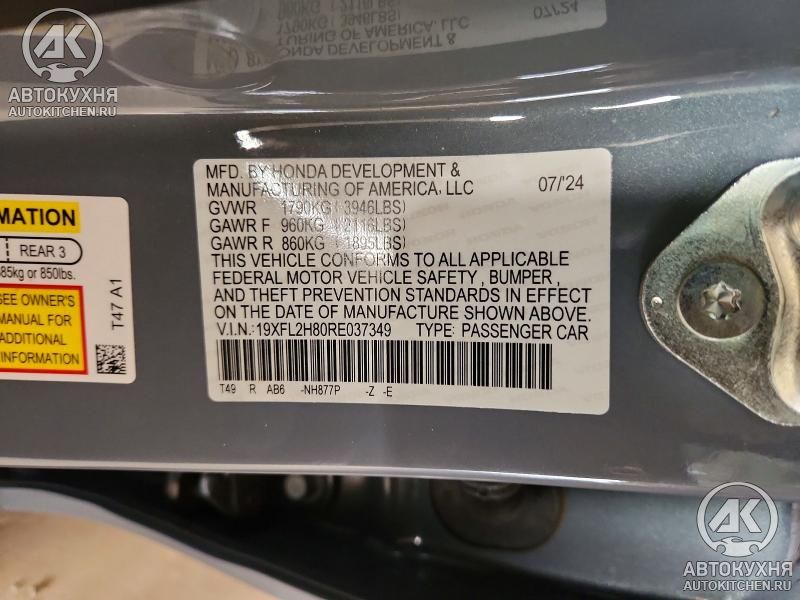 АВТОКУХНЯ
AUTOKITCHEN.RU
07/'24
MFD. BY HONDA DEVELOPMENT &
MANUFACTURING OF AMERICA, LLC 07/'24
GVWR 1790KG( 3946LBS)
GAWR F 960KG( 2116LBS)
GAWR R 860KG( 1895LBS)
THIS VEHICLE CONFORMS TO ALL APPLICABLE
FEDERAL MOTOR VEHICLE SAFETY , BUMPER ,
AND THEFT PREVENTION STANDARDS IN EFFECT
ON THE DATE OF MANUFACTURE SHOWN ABOVE.
V.I.N.:19XFL2H80RE037349 TYPE: PASSENGER CAR
T49 R AB6 -NH877P -Z -E
RMATION
REAR 3
85kg or 850lbs.
SEE OWNER'S
MANUAL FOR
ADDITIONAL
INFORMATION
T47 A1
АВТОКУХНЯ
AUTOKITCHEN.RU